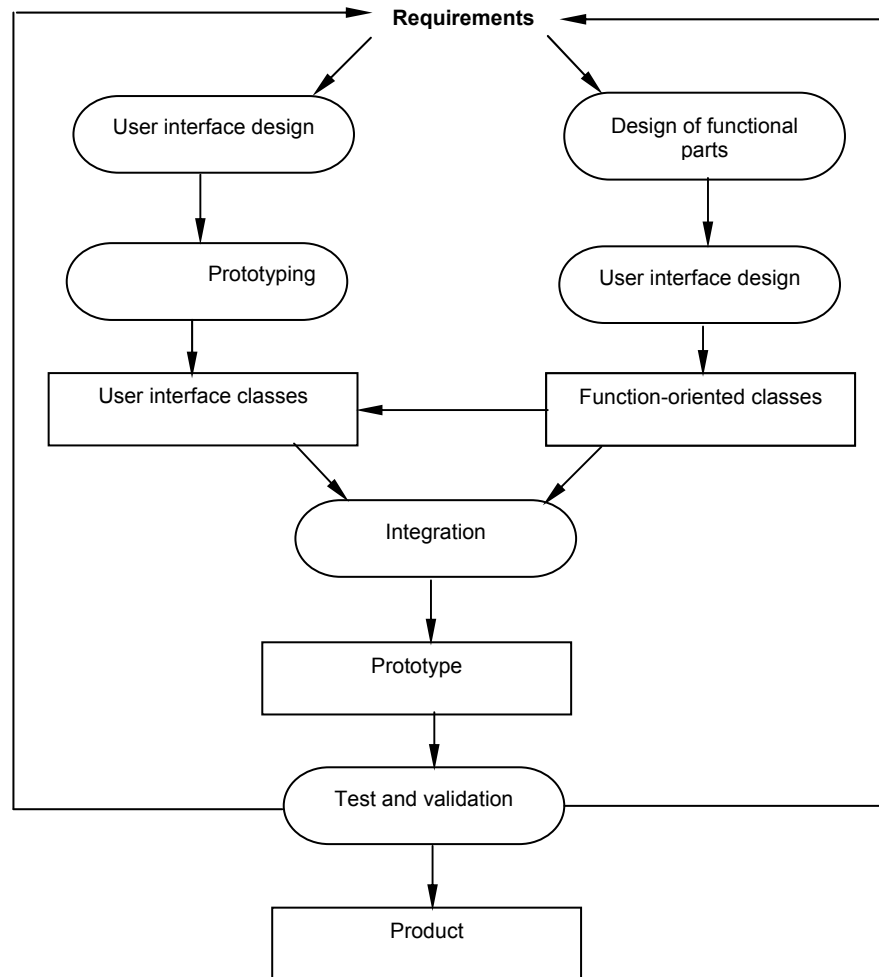 Requirements
User interface design
Design of functional
parts
Prototyping
User interface design
User interface classes
Function-oriented classes
Integration
Prototype
Test and validation
Product